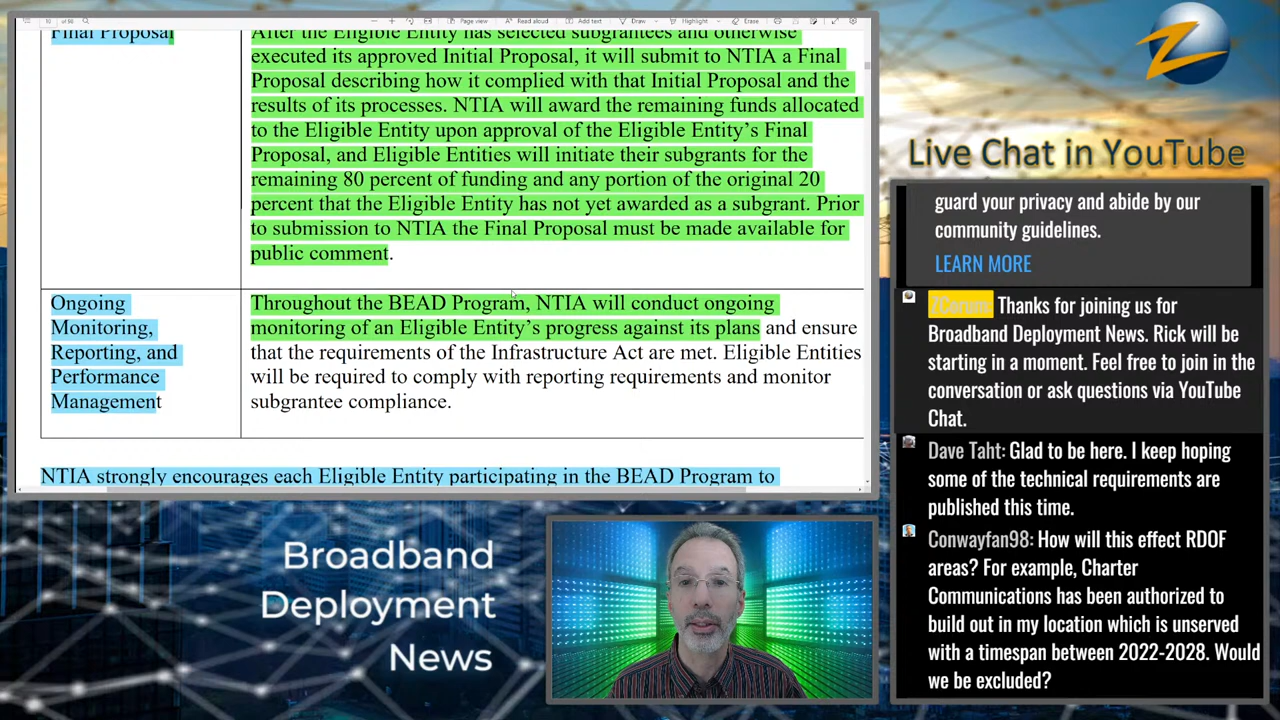 10 of 98
Page view
Read aloud
Add text
Draw
Highlight
Erase
Final Proposal
After the Eligible Entity has selected subgrantees and otherwise
executed its approved Initial Proposal, it will submit to NTIA a Final
Proposal describing how it complied with that Initial Proposal and the
results of its processes. NTIA will award the remaining funds allocated
to the Eligible Entity upon approval of the Eligible Entity’s Final
Proposal, and Eligible Entities will initiate their subgrants for the
remaining 80 percent of funding and any portion of the original 20
percent that the Eligible Entity has not yet awarded as a subgrant. Prior
to submission to NTIA the Final Proposal must be made available for
public comment.
Ongoing
Monitoring,
Reporting, and
Performance
Management
Throughout the BEAD Program, NTIA will conduct ongoing
monitoring of an Eligible Entity’s progress against its plans and ensure
that the requirements of the Infrastructure Act are met. Eligible Entities
will be required to comply with reporting requirements and monitor
subgrantee compliance.
NTIA strongly encourages each Eligible Entity participating in the BEAD Program to
Broadband
Deployment
News
Live Chat in YouTube
guard your privacy and abide by our
community guidelines.
LEARN MORE
ZCorum: Thanks for joining us for
Broadband Deployment News. Rick will be
starting in a moment. Feel free to join in the
conversation or ask questions via YouTube
Chat.
Dave Taht: Glad to be here. I keep hoping
some of the technical requirements are
published this time.
Conwayfan98: How will this effect RDOF
areas? For example, Charter
Communications has been authorized to
build out in my location which is unserved
with a timespan between 2022-2028. Would
we be excluded?